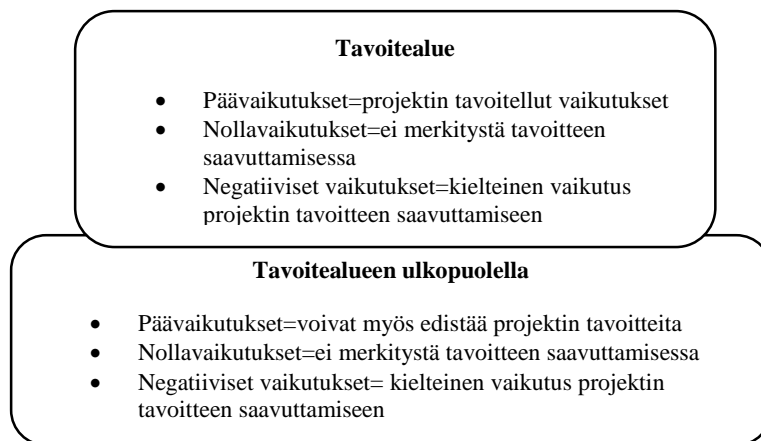 Tavoitealue
• Päävaikutukset=projektin tavoitellut vaikutukset
• Nollavaikutukset=ei merkitystä tavoitteen
saavuttamisessa
• Negatiiviset vaikutukset=kielteinen vaikutus
projektin tavoitteen saavuttamiseen
Tavoitealueen ulkopuolella
• Päävaikutukset=voivat myös edistää projektin tavoitteita
• Nollavaikutukset=ei merkitystä tavoitteen saavuttamisessa
• Negatiiviset vaikutukset= kielteinen vaikutus projektin
tavoitteen saavuttamiseen